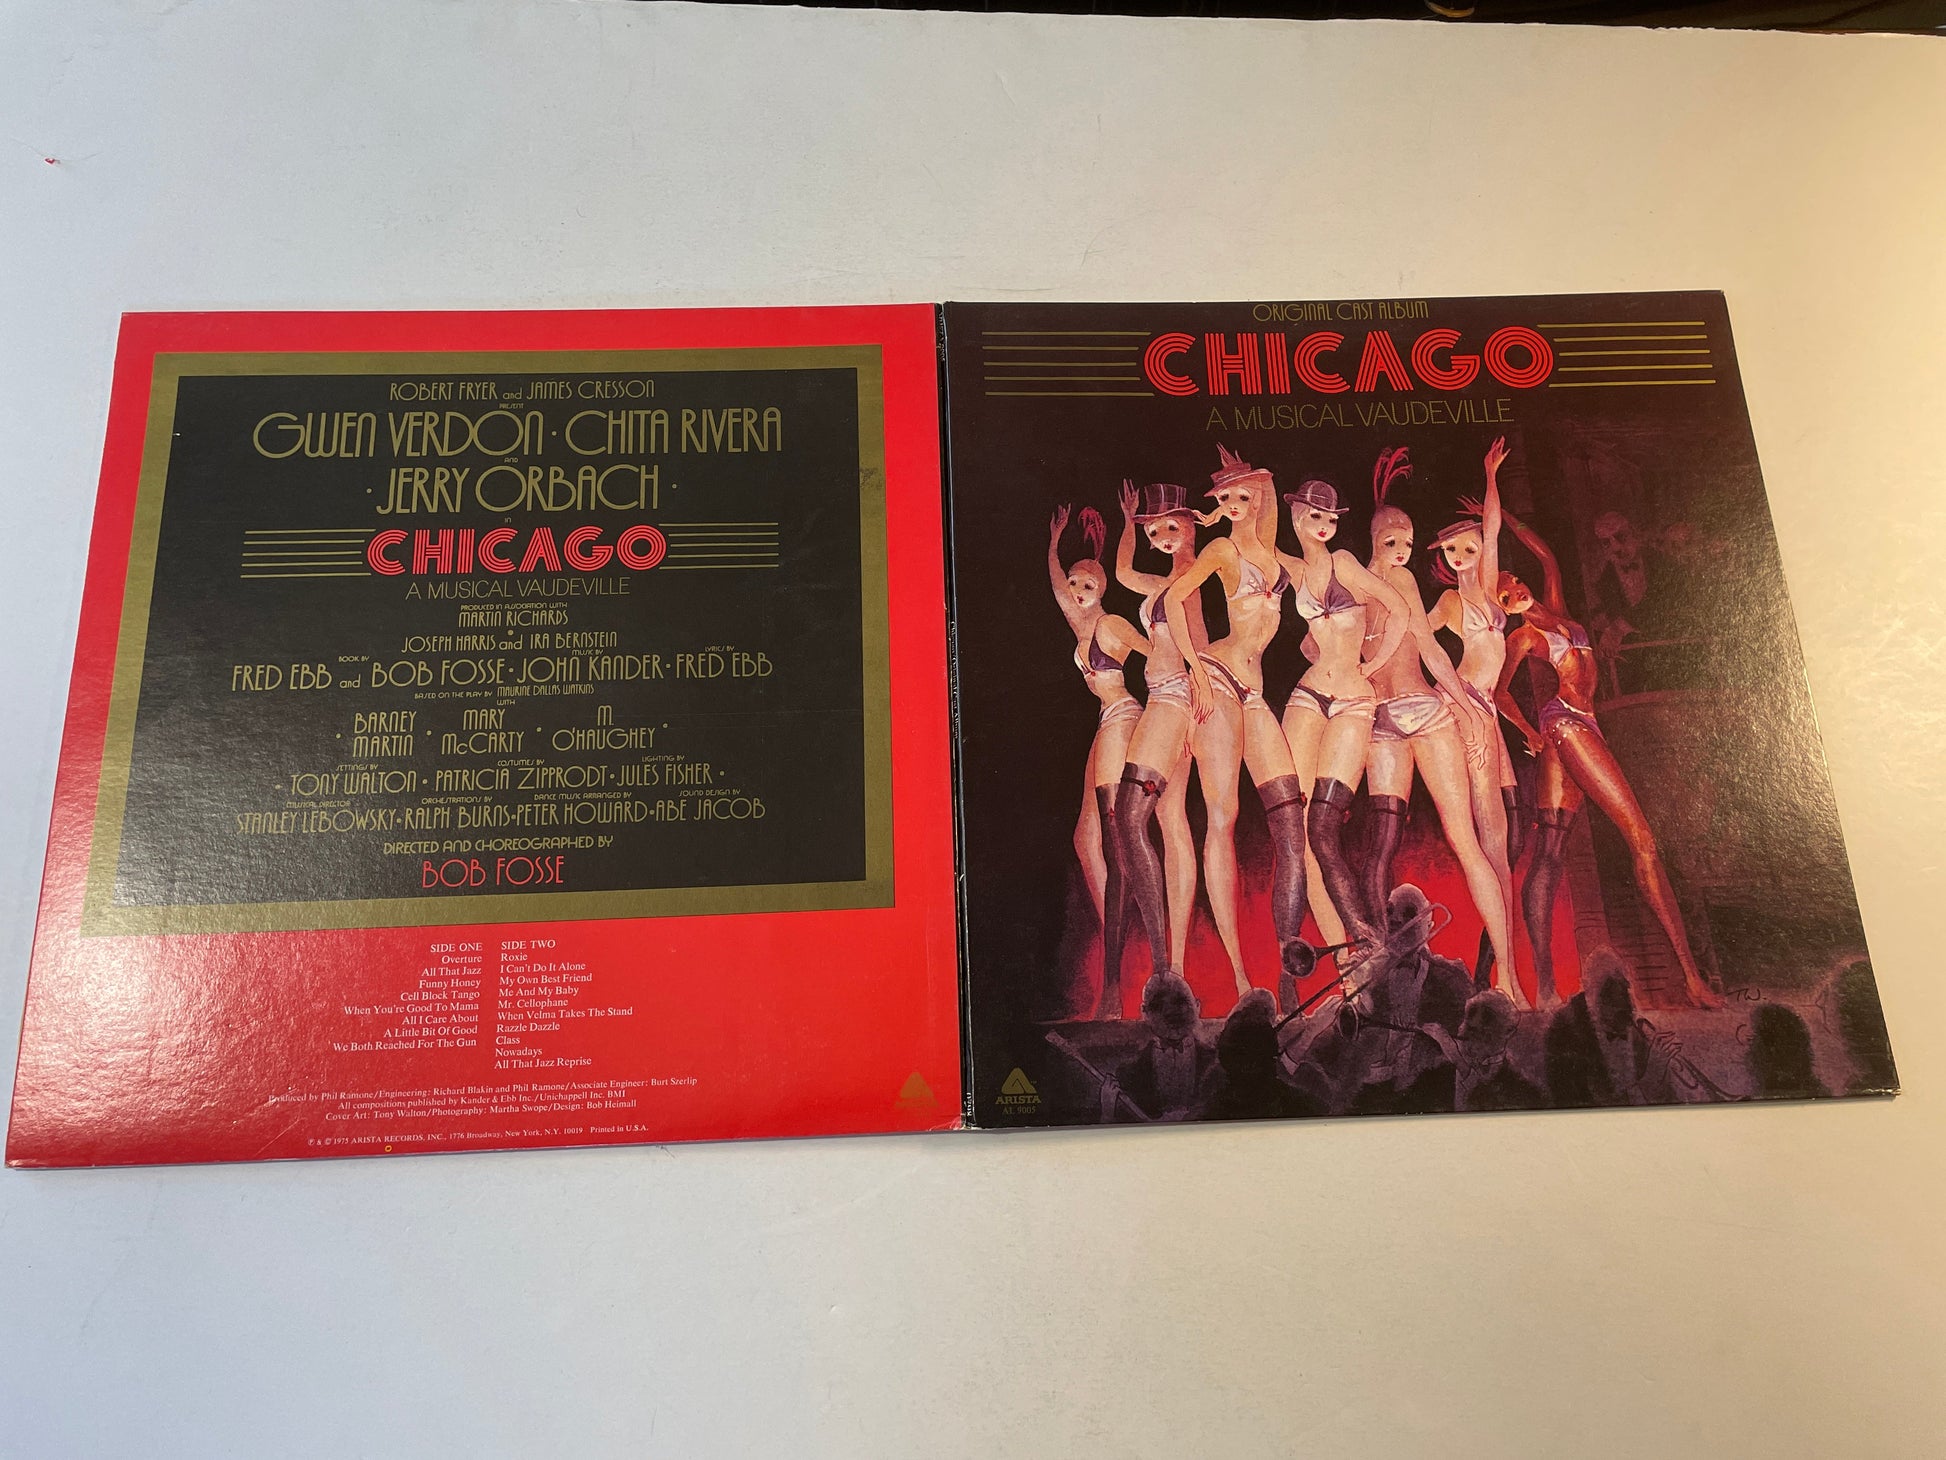 ROBERT FRYER and JAMES CRESSON
PRESENT
GWEN VERDON · CHITA RIVERA
AND
· JERRY ORBACH ·
IN
CHICAGO
A MUSICAL VAUDEVILLE
PRODUCED IN ASSOCIATION WITH
MARTIN RICHARDS
JOSEPH HARRIS and IRA BERNSTEIN
BOOK BY MUSIC BY LYRICS BY
FRED EBB and BOB FOSSE · JOHN KANDER · FRED EBB
BASED ON THE PLAY BY MAURINE DALLAS WATKINS
WITH
BARNEY MARY M.
· MARTIN · McCARTY · O'HAUGHEY ·
SETTINGS BY COSTUMES BY LIGHTING BY
· TONY WALTON · PATRICIA ZIPPRODT · JULES FISHER ·
MUSICAL DIRECTOR ORCHESTRATIONS BY DANCE MUSIC ARRANGED BY SOUND DESIGN BY
STANLEY LEBOWSKY · RALPH BURNS · PETER HOWARD · ABE JACOB
DIRECTED AND CHOREOGRAPHED BY
BOB FOSSE
SIDE ONE
Overture
All That Jazz
Funny Honey
Cell Block Tango
When You're Good To Mama
All I Care About
A Little Bit Of Good
We Both Reached For The Gun
SIDE TWO
Roxie
I Can't Do It Alone
My Own Best Friend
Me And My Baby
Mr. Cellophane
When Velma Takes The Stand
Razzle Dazzle
Class
Nowadays
All That Jazz Reprise
Produced by Phil Ramone/Engineering: Richard Blakin and Phil Ramone/Associate Engineer: Burt Szerlip
All compositions published by Kander & Ebb Inc./Unichappell Inc. BMI
Cover Art: Tony Walton/Photography: Martha Swope/Design: Bob Heimall
℗ & © 1975 ARISTA RECORDS, INC., 1776 Broadway, New York, N.Y. 10019 Printed in U.S.A.
ORIGINAL CAST ALBUM
CHICAGO
A MUSICAL VAUDEVILLE
TW.
ARISTA
AL 9005